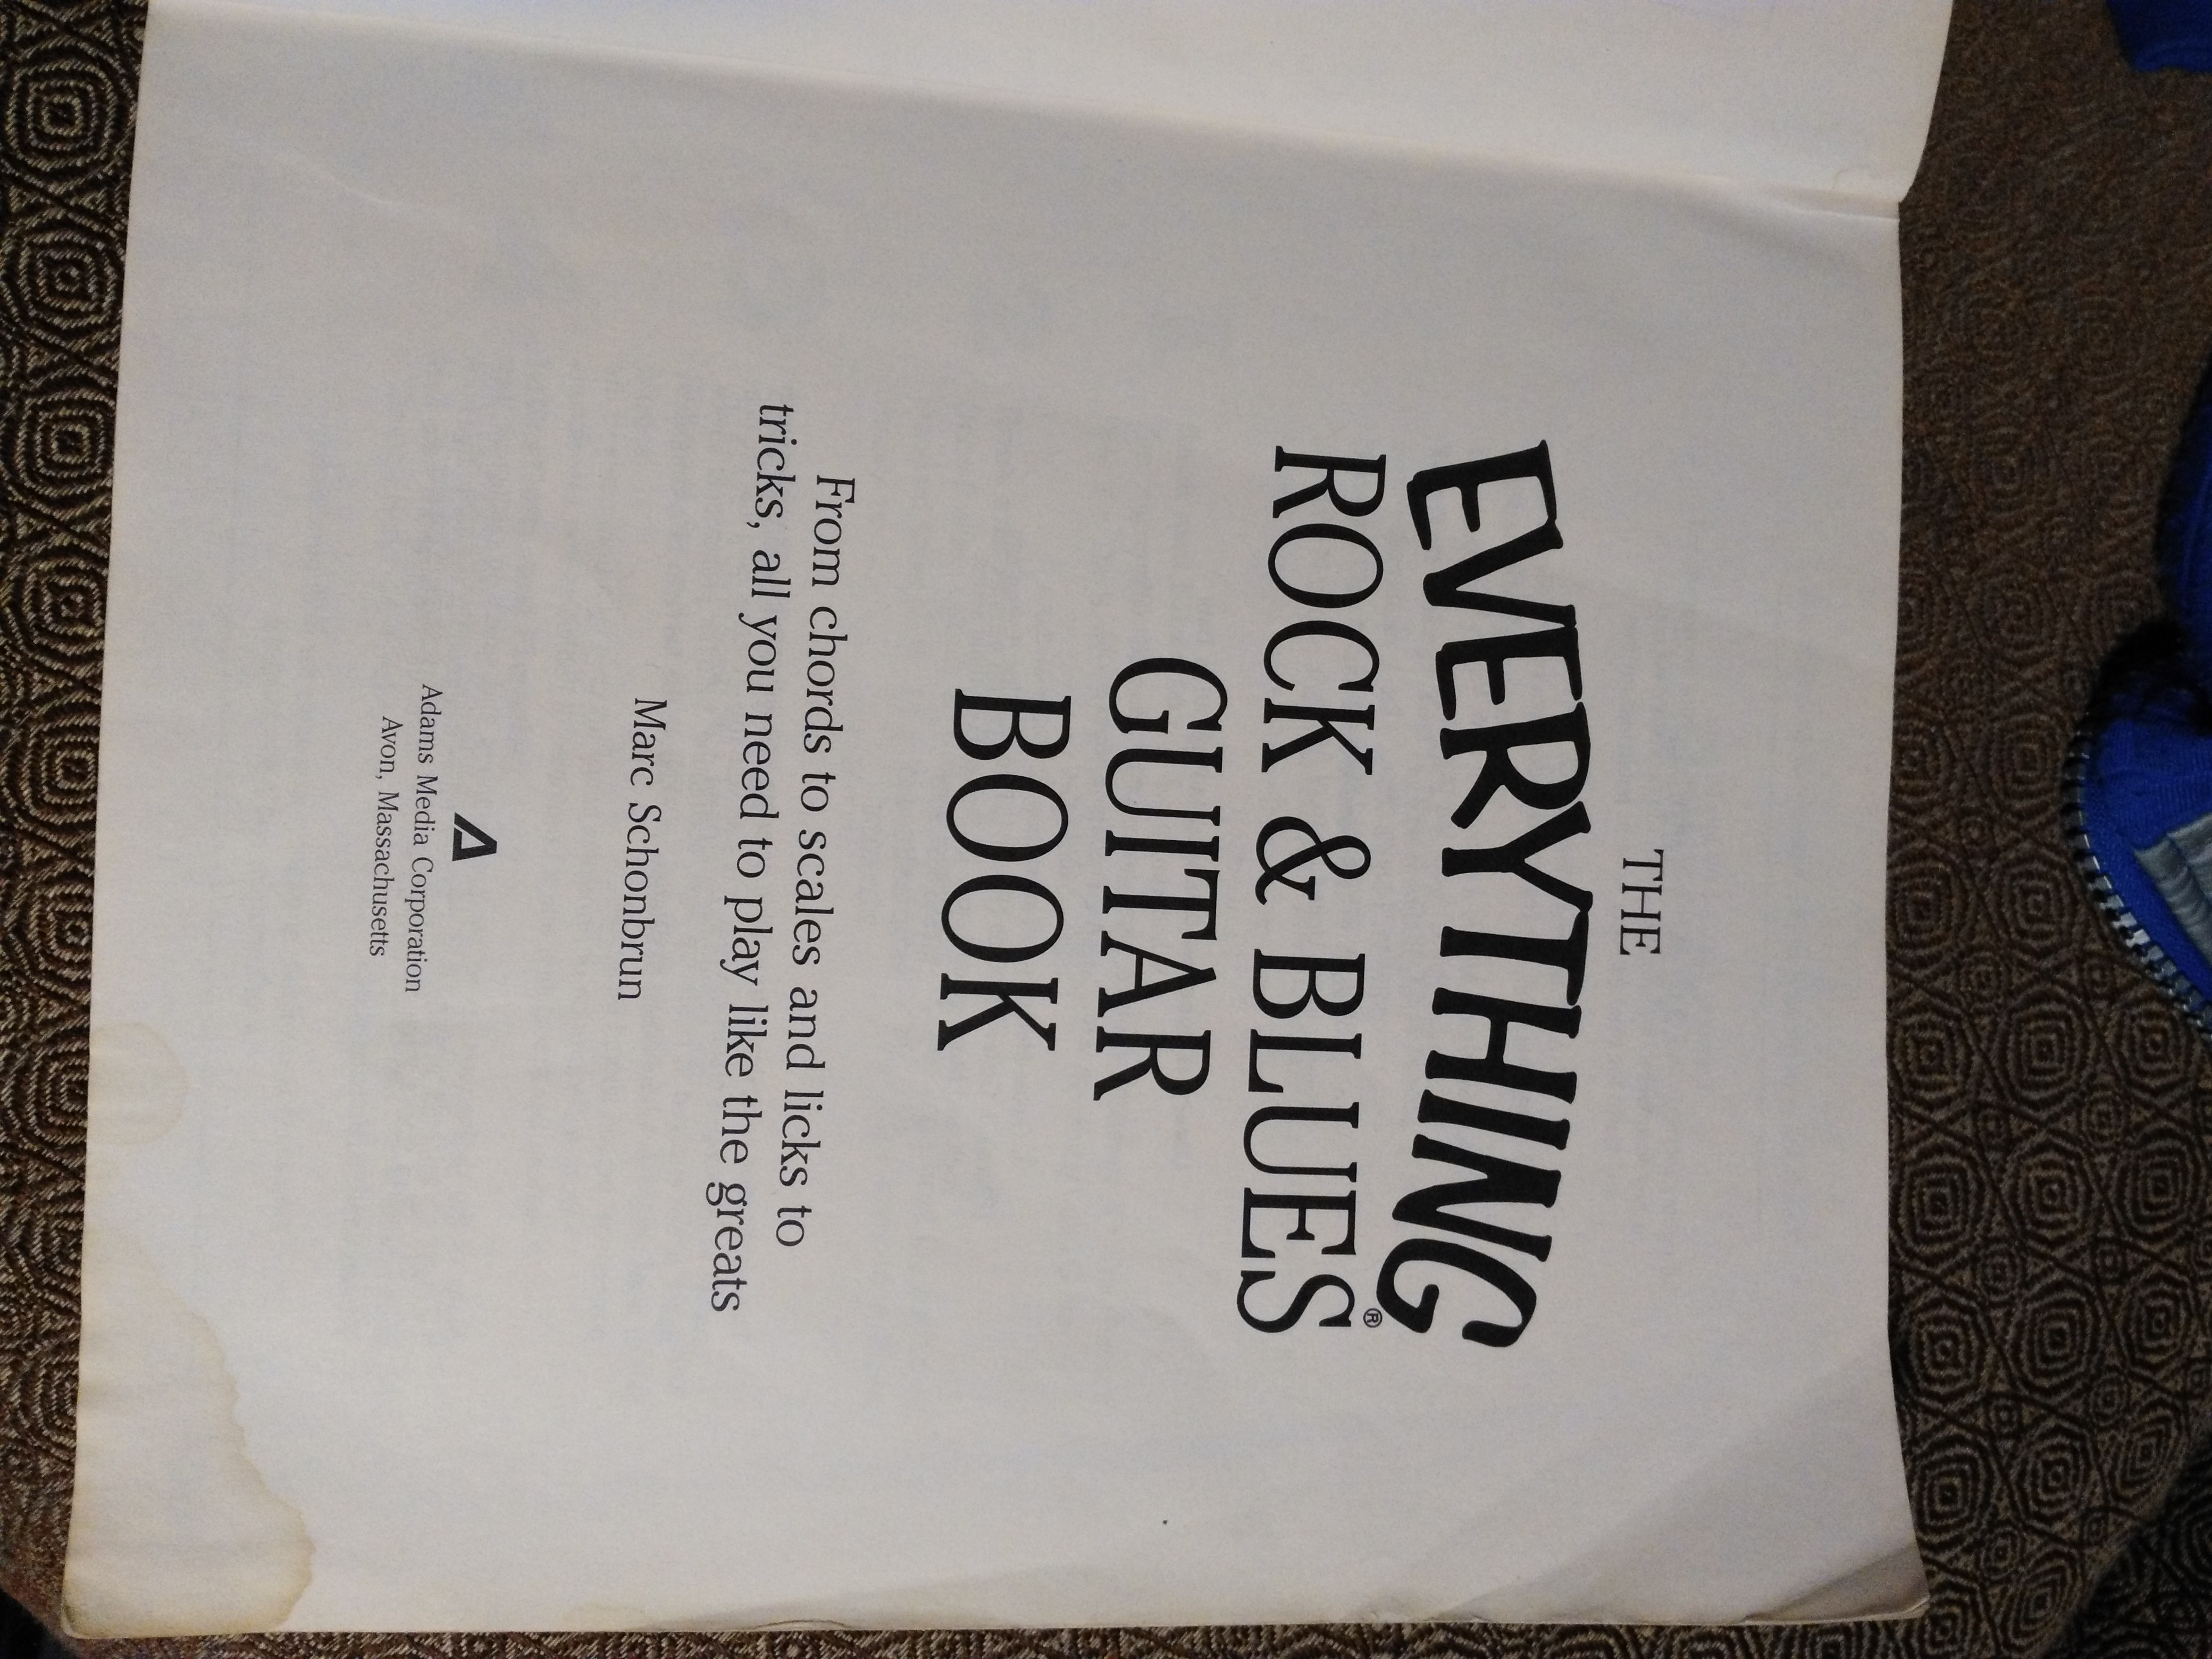 THE
EVERYTHING®
ROCK & BLUES
GUITAR
BOOK
From chords to scales and licks to
tricks, all you need to play like the greats
Marc Schonbrun
Adams Media Corporation
Avon, Massachusetts